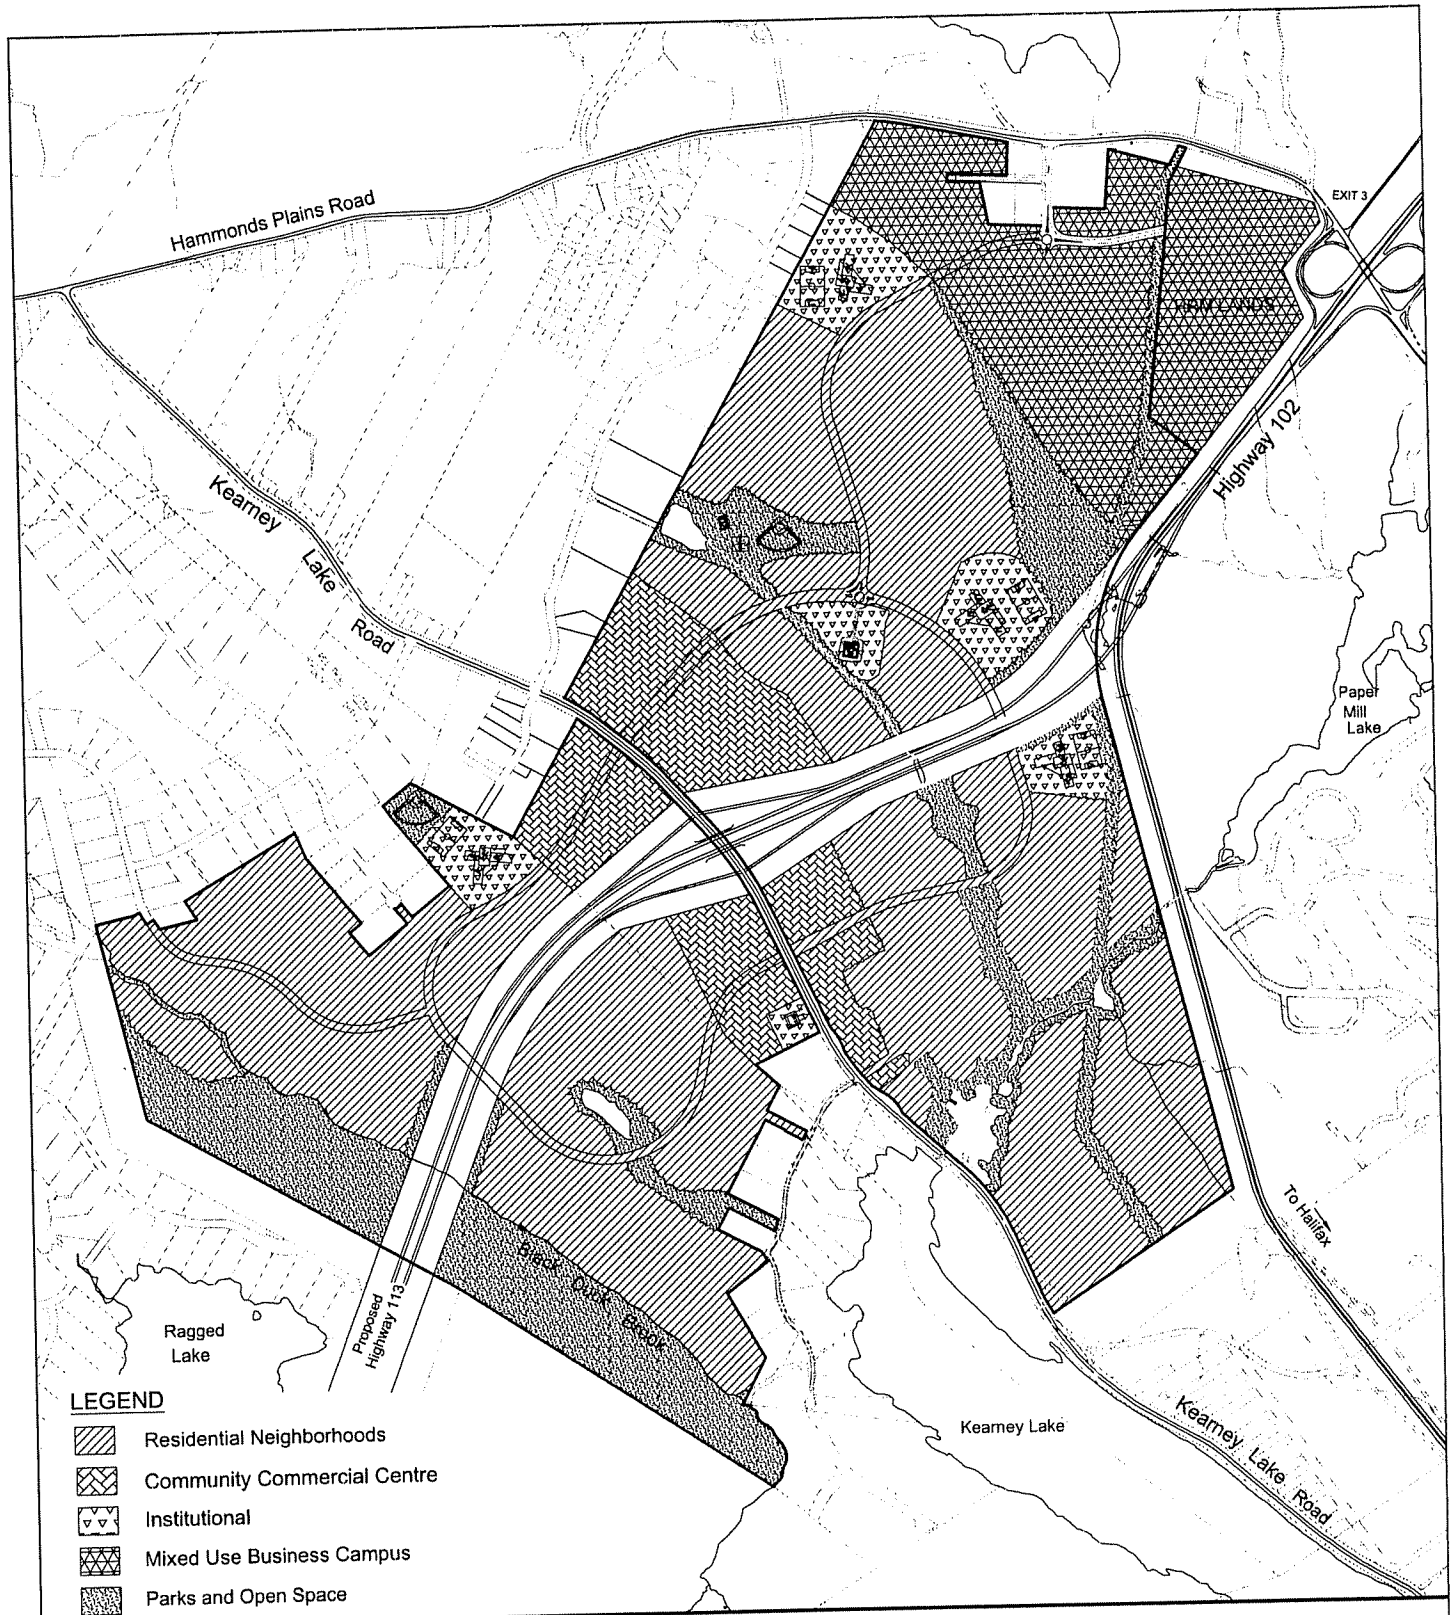 EXIT 3
Hammonds Plains Road
HRM LANDS
Highway 102
Kearney
Lake
Road
Paper
Mill
Lake
To Halifax
Black Duck Brook
Proposed
Highway 113
Ragged
Lake
Kearney Lake
Kearney Lake Road
LEGEND
Residential Neighborhoods
Community Commercial Centre
Institutional
Mixed Use Business Campus
Parks and Open Space